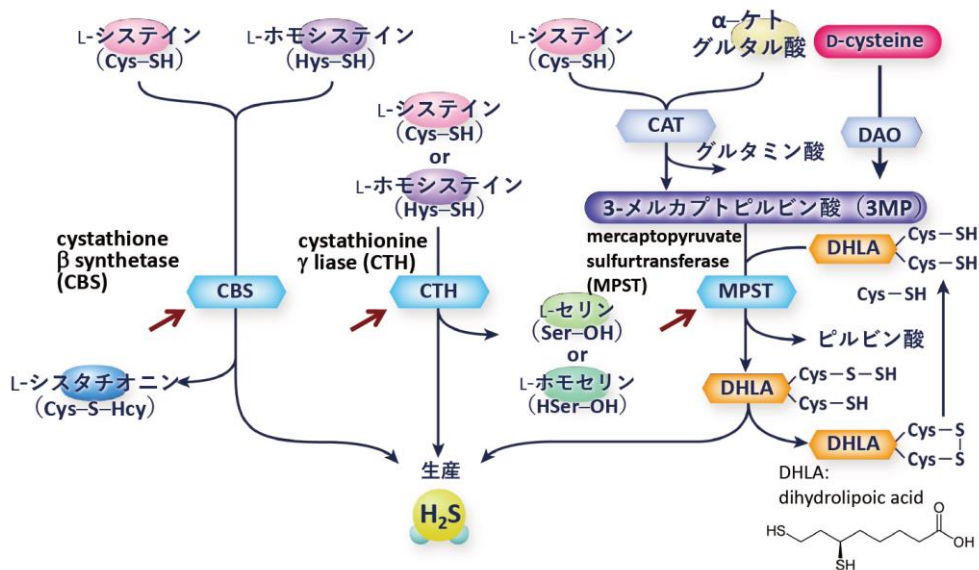 L-システイン
(Cys–SH)
L-ホモシステイン
(Hys–SH)
L-システイン
(Cys–SH)
or
L-ホモシステイン
(Hys–SH)
L-システイン
(Cys–SH)
α–ケト
グルタル酸
D-cysteine
CAT
DAO
グルタミン酸
3-メルカプトピルビン酸（3MP）
cystathione
β synthetase
(CBS)
cystathionine
γ liase (CTH)
mercaptopyruvate
sulfurtransferase
(MPST)
DHLA
Cys–SH
Cys–SH
Cys–SH
CBS
CTH
MPST
L-セリン
(Ser–OH)
or
L-ホモセリン
(HSer–OH)
ピルビン酸
L-シスタチオニン
(Cys–S–Hcy)
DHLA
Cys–S–SH
Cys–SH
DHLA
Cys–S
Cys–S
生産
H₂S
DHLA:
dihydrolipoic acid
HS
SH
O
OH